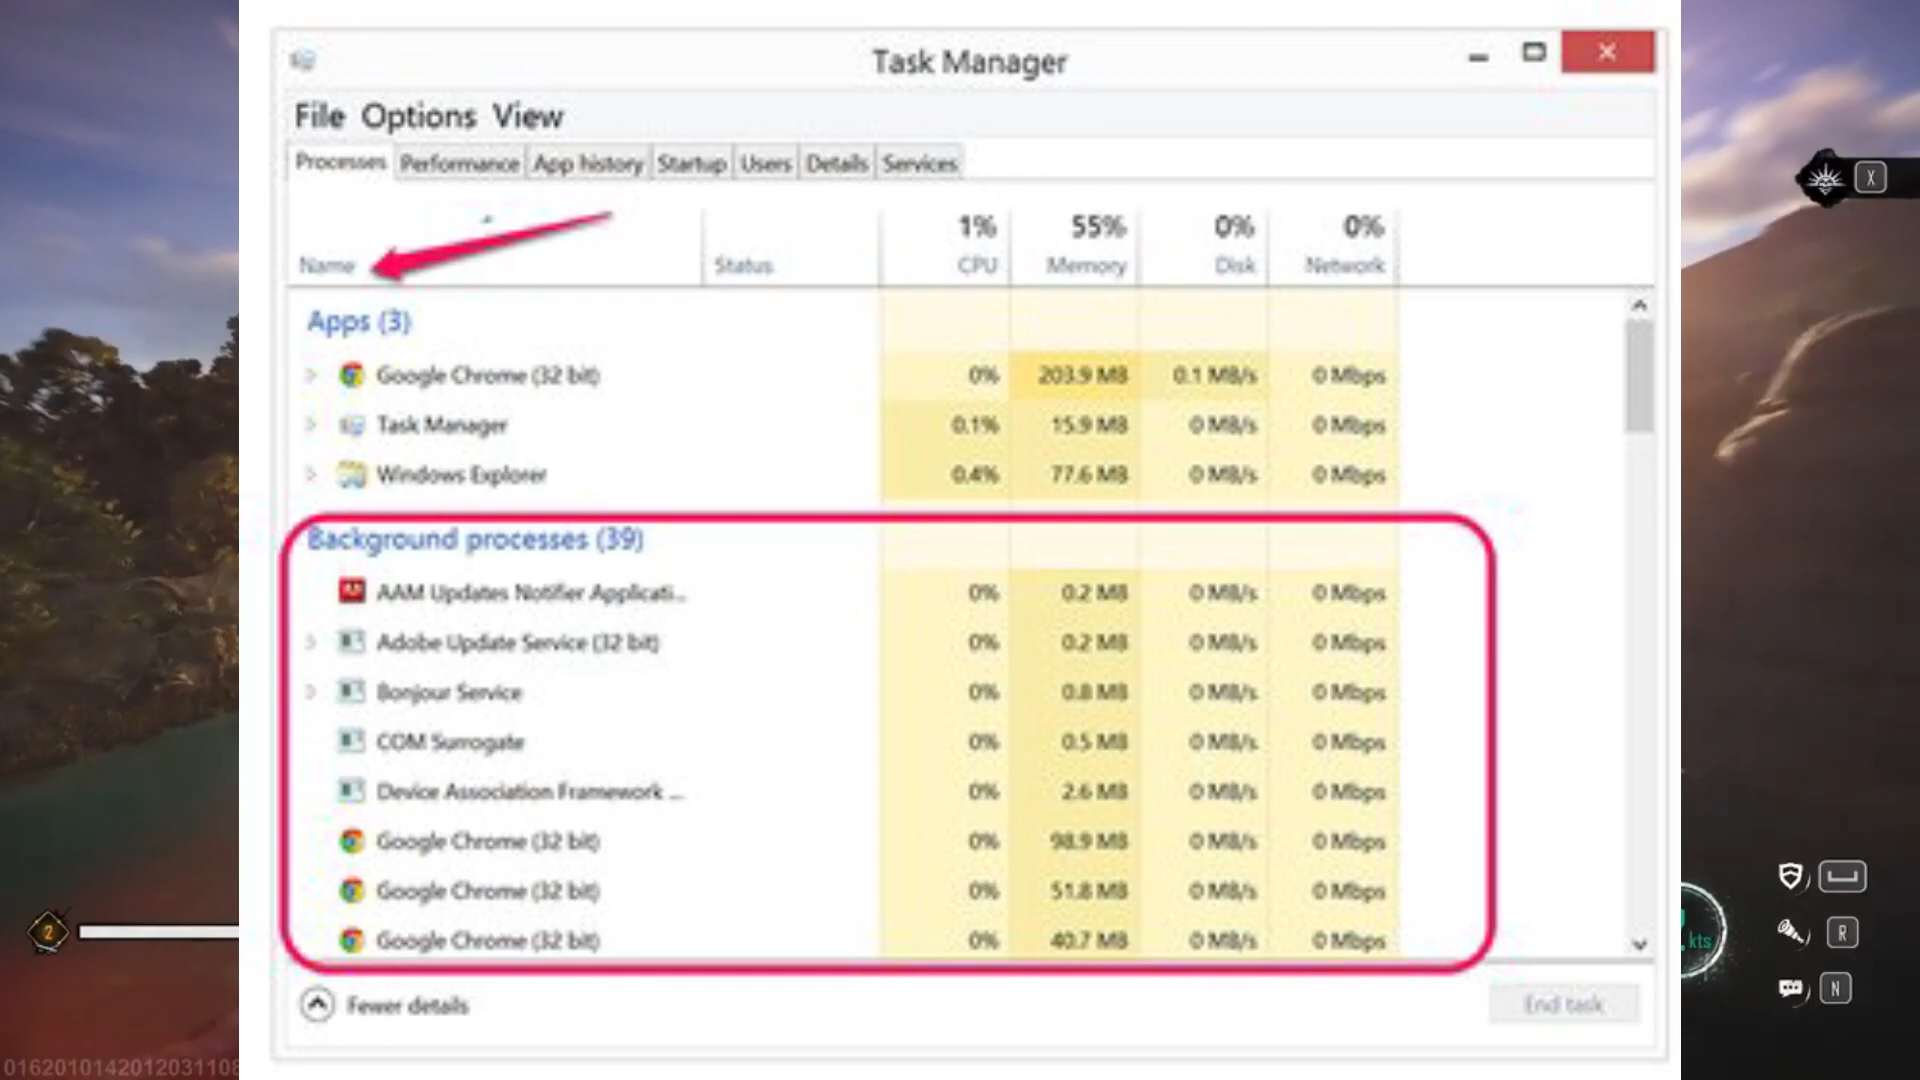 Task Manager
File Options View
Processes Performance App history Startup Users Details Services
1% 55% 0% 0%
Name Status CPU Memory Disk Network
Apps (3)
Google Chrome (32 bit) 0% 203.9 MB 0.1 MB/s 0 Mbps
Task Manager 0.1% 15.9 MB 0 MB/s 0 Mbps
Windows Explorer 0.4% 77.6 MB 0 MB/s 0 Mbps
Background processes (39)
AAM Updates Notifier Applicati... 0% 0.2 MB 0 MB/s 0 Mbps
Adobe Update Service (32 bit) 0% 0.2 MB 0 MB/s 0 Mbps
Bonjour Service 0% 0.8 MB 0 MB/s 0 Mbps
COM Surrogate 0% 0.5 MB 0 MB/s 0 Mbps
Device Association Framework ... 0% 2.6 MB 0 MB/s 0 Mbps
Google Chrome (32 bit) 0% 98.9 MB 0 MB/s 0 Mbps
Google Chrome (32 bit) 0% 51.8 MB 0 MB/s 0 Mbps
Google Chrome (32 bit) 0% 40.7 MB 0 MB/s 0 Mbps
Fewer details End task
X
2
kts
R
N
0162010142012031108